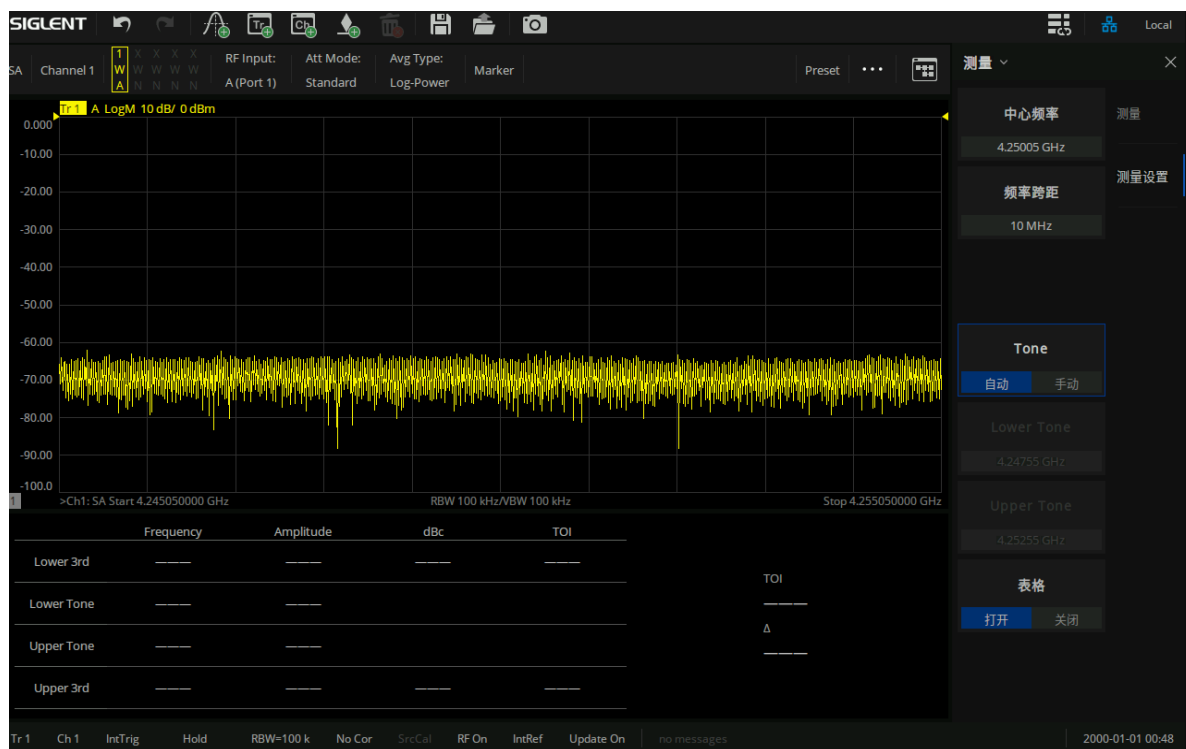 SIGLENT
Tr
Ch
Local
SA Channel 1
1 X X X X
W W W W W
A N N N N
RF Input:
A (Port 1)
Att Mode:
Standard
Avg Type:
Log-Power
Marker
Preset
测量
Tr 1 A LogM 10 dB/ 0 dBm
0.000
-10.00
-20.00
-30.00
-40.00
-50.00
-60.00
-70.00
-80.00
-90.00
-100.0
1 >Ch1: SA Start 4.245050000 GHz RBW 100 kHz/VBW 100 kHz Stop 4.255050000 GHz
中心频率
4.25005 GHz
频率跨距
10 MHz
Tone
自动 手动
Lower Tone
4.24755 GHz
Upper Tone
4.25255 GHz
表格
打开 关闭
测量
测量设置
Frequency Amplitude dBc TOI
Lower 3rd ——— ——— ——— ———
Lower Tone ——— ———
Upper Tone ——— ———
Upper 3rd ——— ——— ——— ———
TOI
———
Δ
———
Tr 1 Ch 1 IntTrig Hold RBW=100 k No Cor SrcCal RF On IntRef Update On no messages 2000-01-01 00:48